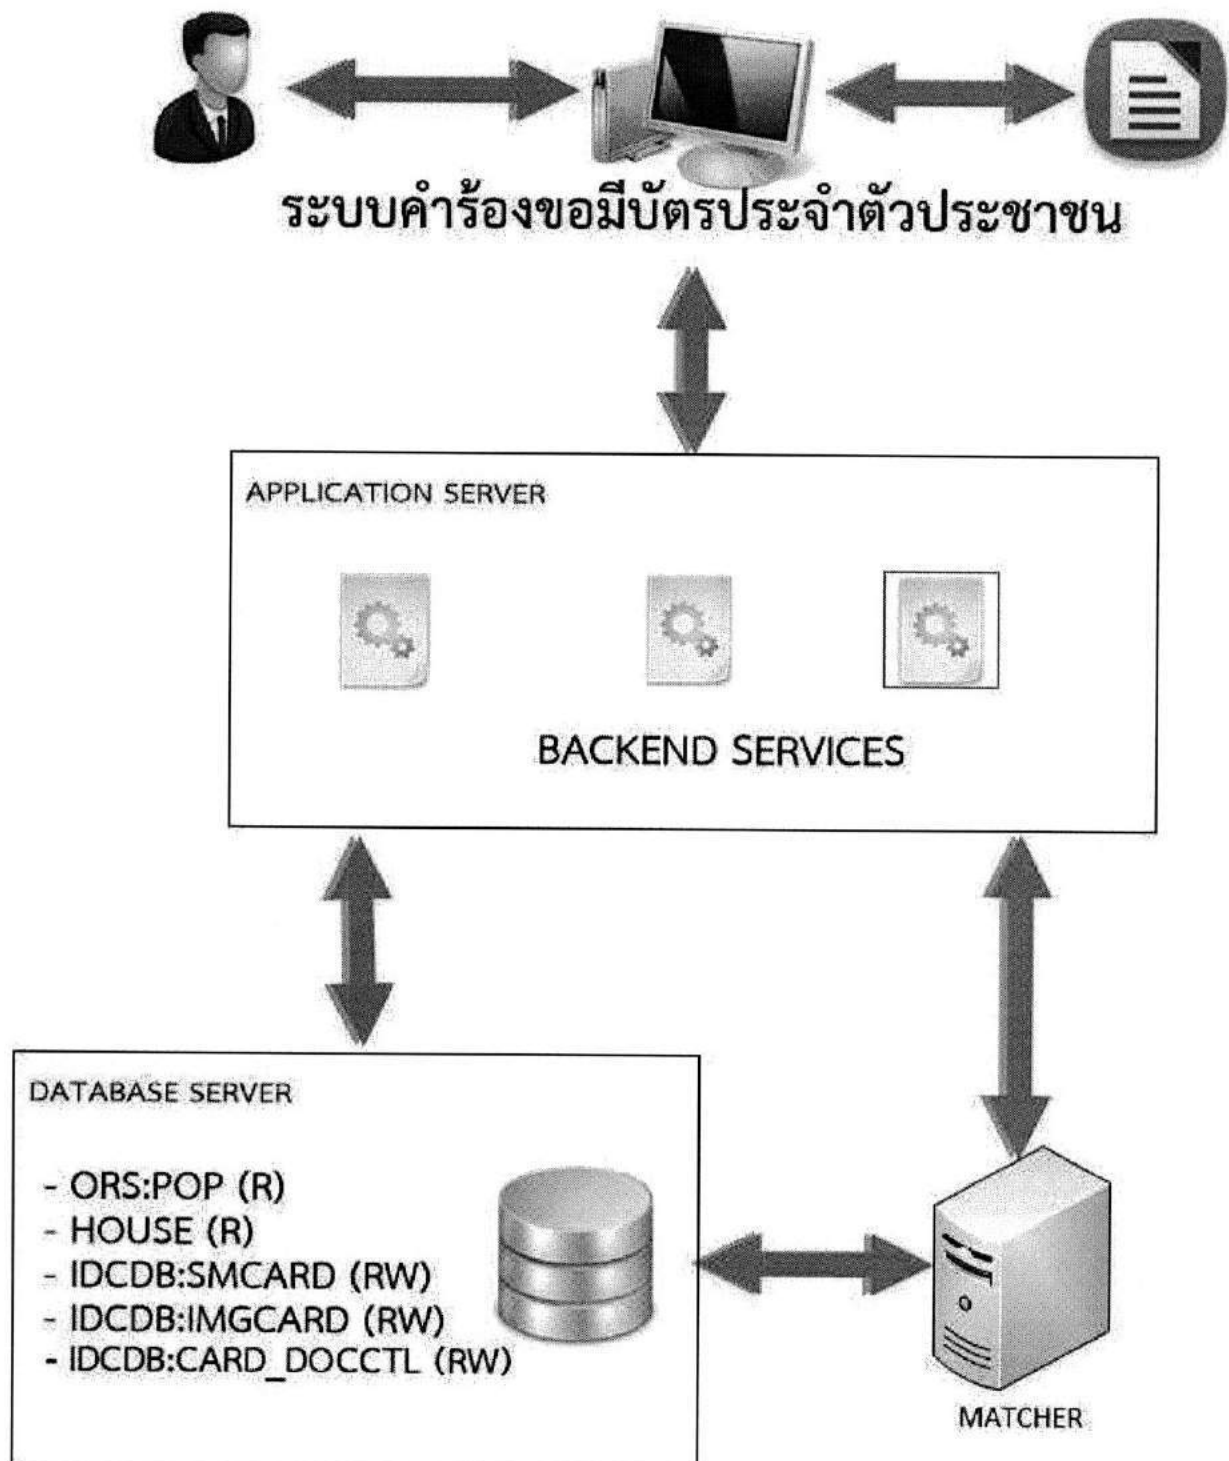 ระบบคำร้องขอมีบัตรประจำตัวประชาชน
APPLICATION SERVER
BACKEND SERVICES
DATABASE SERVER
- ORS:POP (R)
- HOUSE (R)
- IDCDB:SMCARD (RW)
- IDCDB:IMGCARD (RW)
- IDCDB:CARD_DOCCTL (RW)
MATCHER